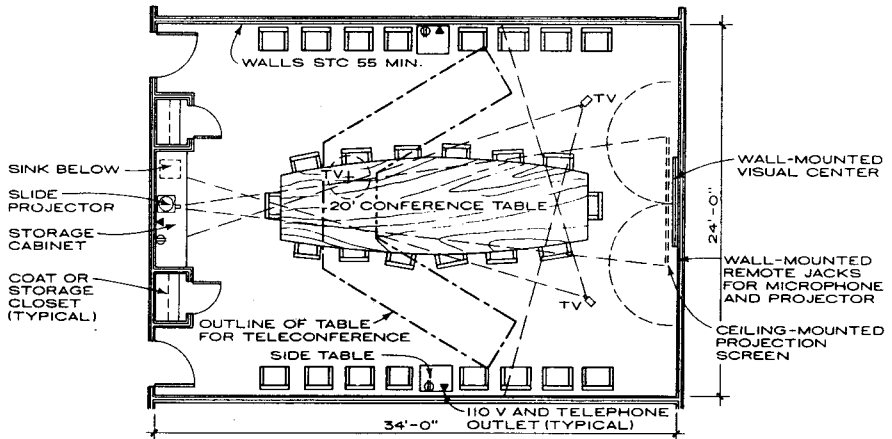 WALLS STC 55 MIN.
TV
SINK BELOW
SLIDE
PROJECTOR
STORAGE
CABINET
COAT OR
STORAGE
CLOSET
(TYPICAL)
TV
20' CONFERENCE TABLE
WALL-MOUNTED
VISUAL CENTER
24'-0"
WALL-MOUNTED
REMOTE JACKS
FOR MICROPHONE
AND PROJECTOR
CEILING-MOUNTED
PROJECTION
SCREEN
TV
OUTLINE OF TABLE
FOR TELECONFERENCE
SIDE TABLE
110 V AND TELEPHONE
OUTLET (TYPICAL)
34'-0"